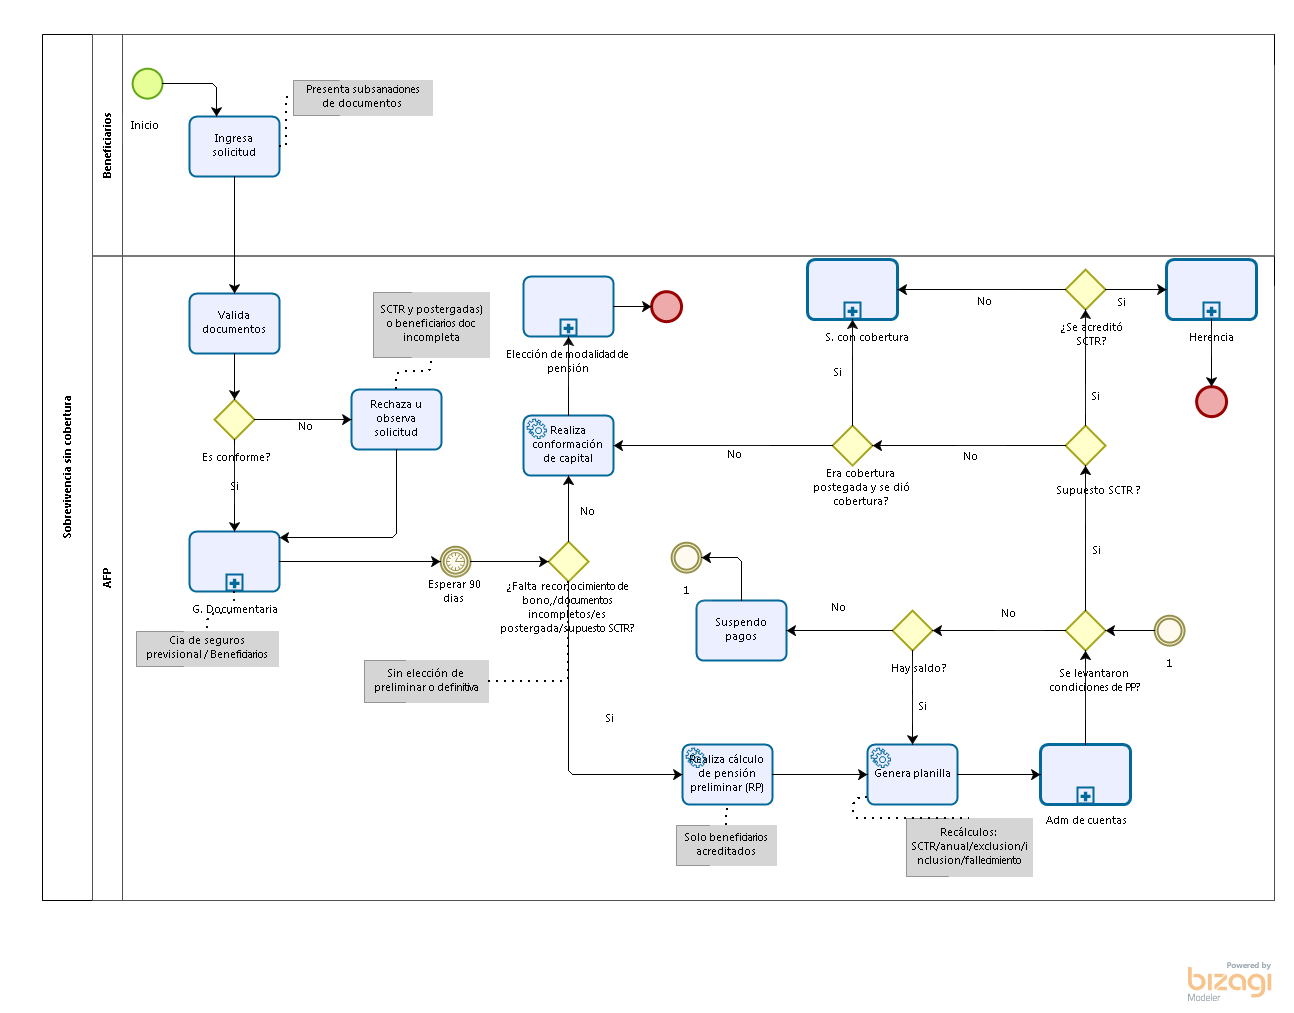 Sobrevivencia sin cobertura
Beneficiarios
Inicio
Ingresa
solicitud
Presenta subsanaciones
de documentos
AFP
Valida
documentos
Es conforme?
No
Si
SCTR y postergadas)
o beneficiarios doc
incompleta
Rechaza u
observa
solicitud
G. Documentaria
Cia de seguros
previsional / Beneficiarios
Esperar 90
dias
¿Falta reconocimiento de
bono,/documentos
incompletos/es
postergada/supuesto SCTR?
No
Si
Sin elección de
preliminar o definitiva
Realiza
conformación
de capital
Elección de modalidad de
pensión
Realiza cálculo
de pensión
preliminar (RP)
Solo beneficiarios
acreditados
Genera planilla
Recálculos:
SCTR/anual/exclusion/i
nclusion/fallecimiento
Adm de cuentas
Se levantaron
condiciones de PP?
1
No
Si
Hay saldo?
No
Si
Suspendo
pagos
1
Supuesto SCTR ?
No
Si
Era cobertura
postegada y se dió
cobertura?
No
Si
S. con cobertura
¿Se acreditó
SCTR?
No
Si
Herencia
Powered by
bizagi
Modeler